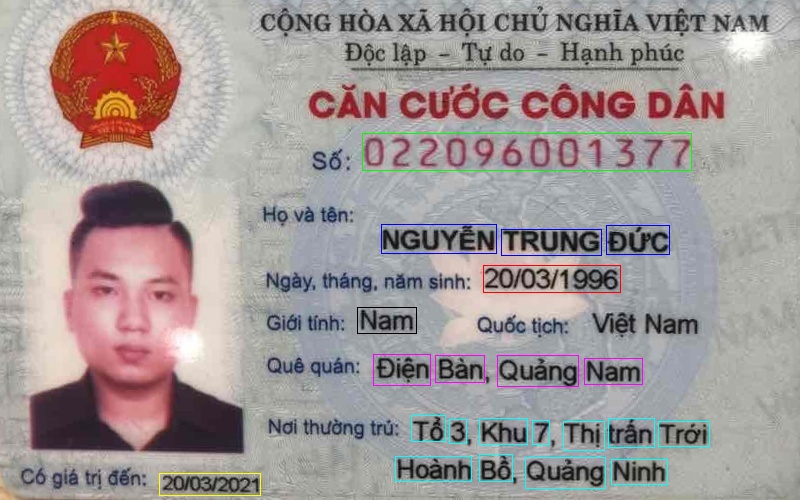 CỘNG HÒA XÃ HỘI CHỦ NGHĨA VIỆT NAM
Độc lập - Tự do - Hạnh phúc
CĂN CƯỚC CÔNG DÂN
Số: 022096001377
Họ và tên:
NGUYỄN TRUNG ĐỨC
Ngày, tháng, năm sinh: 20/03/1996
Giới tính: Nam Quốc tịch: Việt Nam
Quê quán: Điện Bàn, Quảng Nam
Nơi thường trú: Tổ 3, Khu 7, Thị trấn Trới
Hoành Bồ, Quảng Ninh
Có giá trị đến: 20/03/2021